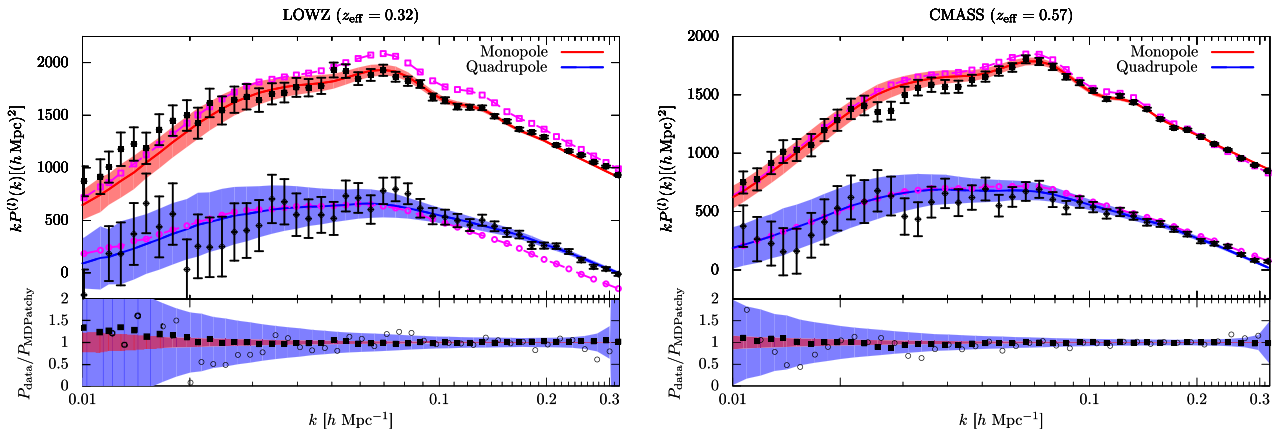 LOWZ (z_eff = 0.32)
Monopole
Quadrupole
kP^(l)(k)[(h Mpc)^2]
2000
1500
1000
500
0
P_data/P_MDPatchy
2
1.5
1
0.5
0
0.01
0.1
0.2
0.3
k [h Mpc^−1]
CMASS (z_eff = 0.57)
Monopole
Quadrupole
kP^(l)(k)[(h Mpc)^2]
2000
1500
1000
500
0
P_data/P_MDPatchy
2
1.5
1
0.5
0
0.01
0.1
0.2
0.3
k [h Mpc^−1]